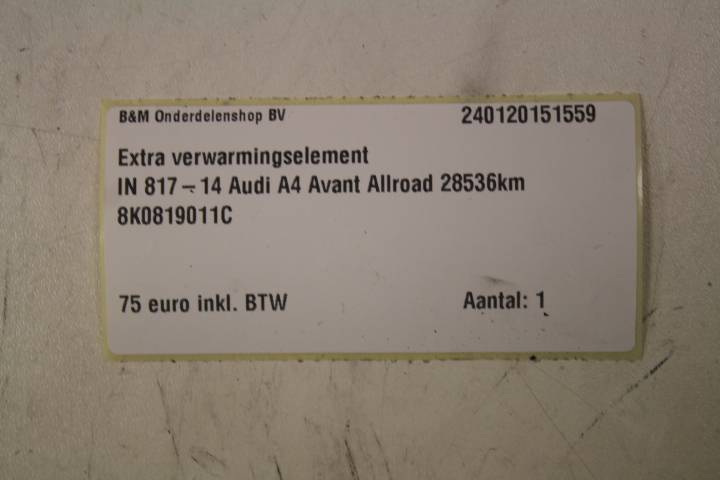 B&M Onderdelenshop BV 240120151559
Extra verwarmingselement
IN 817 - 14 Audi A4 Avant Allroad 28536km
8K0819011C
75 euro inkl. BTW Aantal: 1